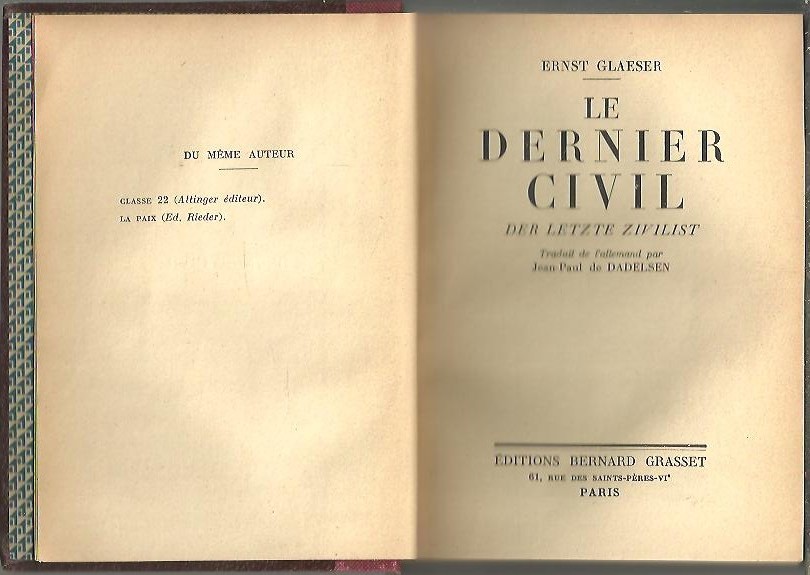 DU MÊME AUTEUR
CLASSE 22 (Attinger éditeur).
LA PAIX (Ed. Rieder).
ERNST GLAESER
LE
DERNIER
CIVIL
DER LETZTE ZIVILIST
Traduit de l'allemand par
Jean-Paul de DADELSEN
ÉDITIONS BERNARD GRASSET
61, RUE DES SAINTS-PÈRES-VIᵉ
PARIS